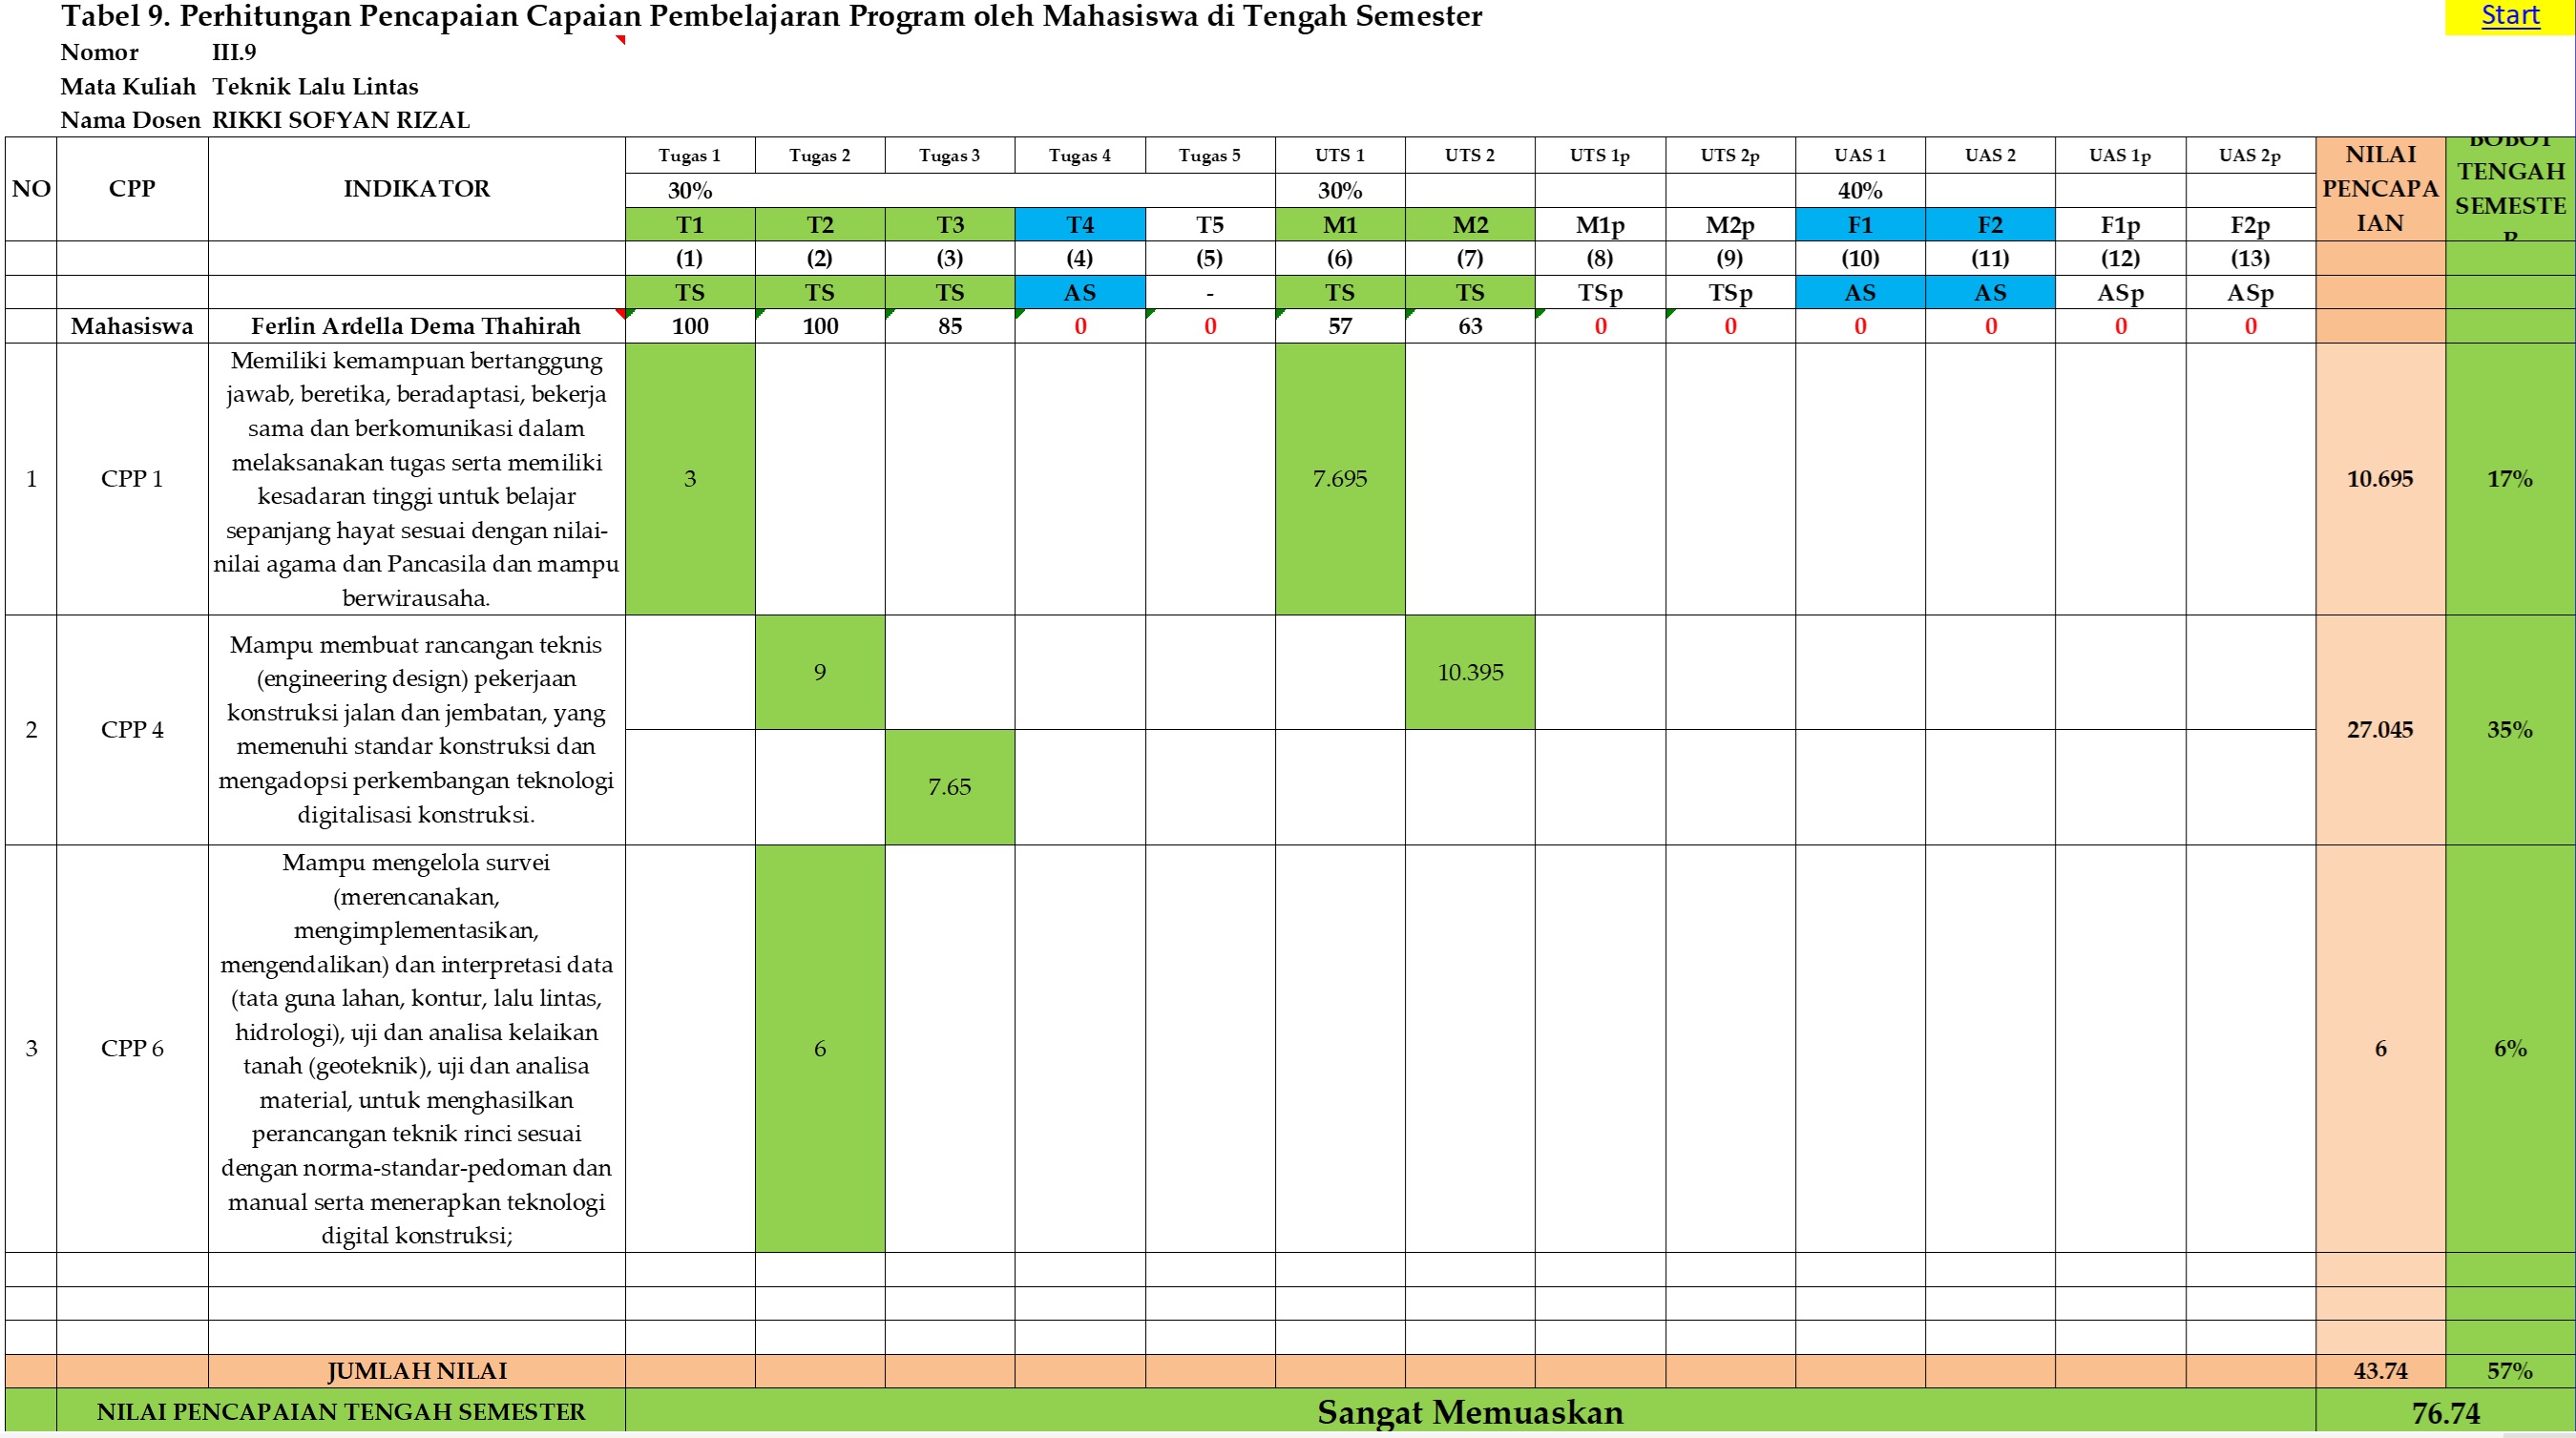 Tabel 9. Perhitungan Pencapaian Capaian Pembelajaran Program oleh Mahasiswa di Tengah Semester
Start
Nomor III.9
Mata Kuliah Teknik Lalu Lintas
Nama Dosen RIKKI SOFYAN RIZAL
NO CPP INDIKATOR
Tugas 1 Tugas 2 Tugas 3 Tugas 4 Tugas 5 UTS 1 UTS 2 UTS 1p UTS 2p UAS 1 UAS 2 UAS 1p UAS 2p
30% 30% 40%
T1 T2 T3 T4 T5 M1 M2 M1p M2p F1 F2 F1p F2p
NILAI
PENCAPA
IAN
BOBOT
TENGAH
SEMESTE
R
(1) (2) (3) (4) (5) (6) (7) (8) (9) (10) (11) (12) (13)
TS TS TS AS - TS TS TSp TSp AS AS ASp ASp
Mahasiswa Ferlin Ardella Dema Thahirah 100 100 85 0 0 57 63 0 0 0 0 0 0
1 CPP 1
Memiliki kemampuan bertanggung
jawab, beretika, beradaptasi, bekerja
sama dan berkomunikasi dalam
melaksanakan tugas serta memiliki
kesadaran tinggi untuk belajar
sepanjang hayat sesuai dengan nilai-
nilai agama dan Pancasila dan mampu
berwirausaha.
3 7.695 10.695 17%
2 CPP 4
Mampu membuat rancangan teknis
(engineering design) pekerjaan
konstruksi jalan dan jembatan, yang
memenuhi standar konstruksi dan
mengadopsi perkembangan teknologi
digitalisasi konstruksi.
9 10.395
7.65
27.045 35%
3 CPP 6
Mampu mengelola survei
(merencanakan,
mengimplementasikan,
mengendalikan) dan interpretasi data
(tata guna lahan, kontur, lalu lintas,
hidrologi), uji dan analisa kelaikan
tanah (geoteknik), uji dan analisa
material, untuk menghasilkan
perancangan teknik rinci sesuai
dengan norma-standar-pedoman dan
manual serta menerapkan teknologi
digital konstruksi;
6 6 6%
JUMLAH NILAI 43.74 57%
NILAI PENCAPAIAN TENGAH SEMESTER Sangat Memuaskan 76.74